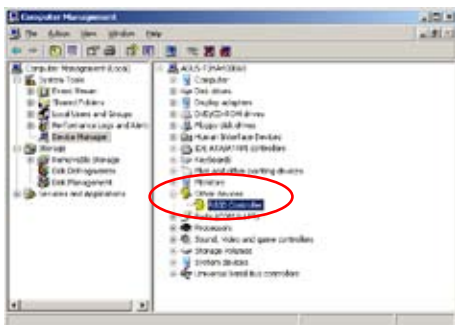 Computer Management
File Action View Window Help
Computer Management (Local)
System Tools
Event Viewer
Shared Folders
Local Users and Groups
Performance Logs and Alerts
Device Manager
Storage
Removable Storage
Disk Defragmenter
Disk Management
Services and Applications
Computer
Disk drives
Display adapters
DVD/CD-ROM drives
Floppy disk drives
Human Interface Devices
IDE ATA/ATAPI controllers
Keyboards
Mice and other pointing devices
Monitors
Other devices
RAID Controller
Ports (COM & LPT)
Processors
Sound, video and game controllers
Storage volumes
System devices
Universal Serial Bus controllers